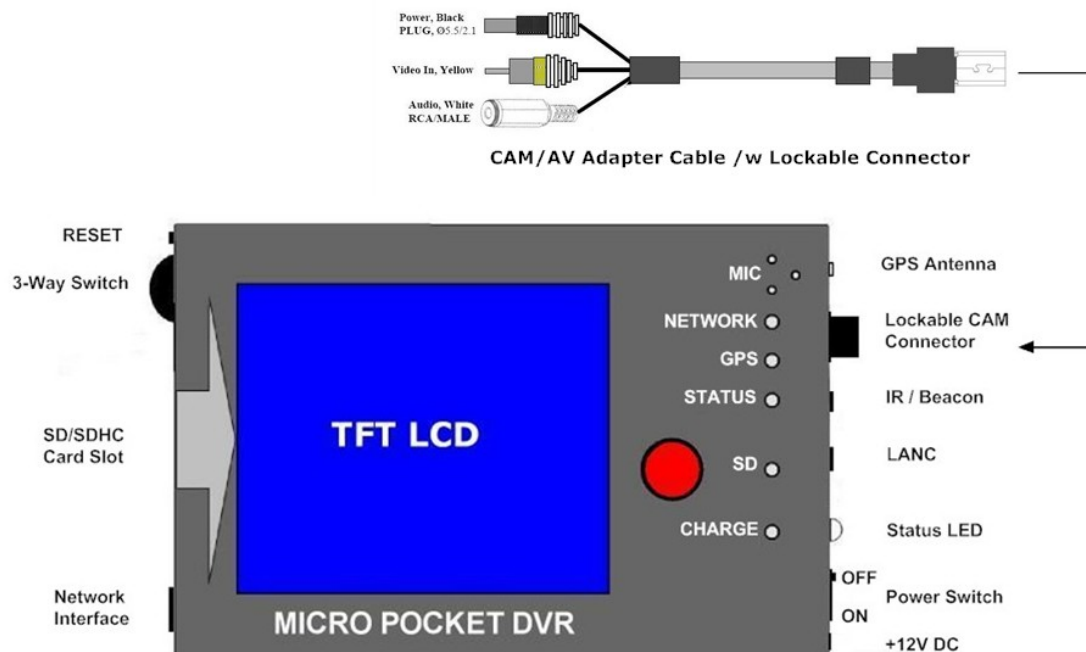 Power, Black
PLUG, Ø5.5/2.1
Video In, Yellow
Audio, White
RCA/MALE
CAM/AV Adapter Cable /w Lockable Connector
RESET
3-Way Switch
SD/SDHC
Card Slot
Network
Interface
TFT LCD
MICRO POCKET DVR
MIC
NETWORK
GPS
STATUS
SD
CHARGE
GPS Antenna
Lockable CAM
Connector
IR / Beacon
LANC
Status LED
OFF
Power Switch
ON
+12V DC